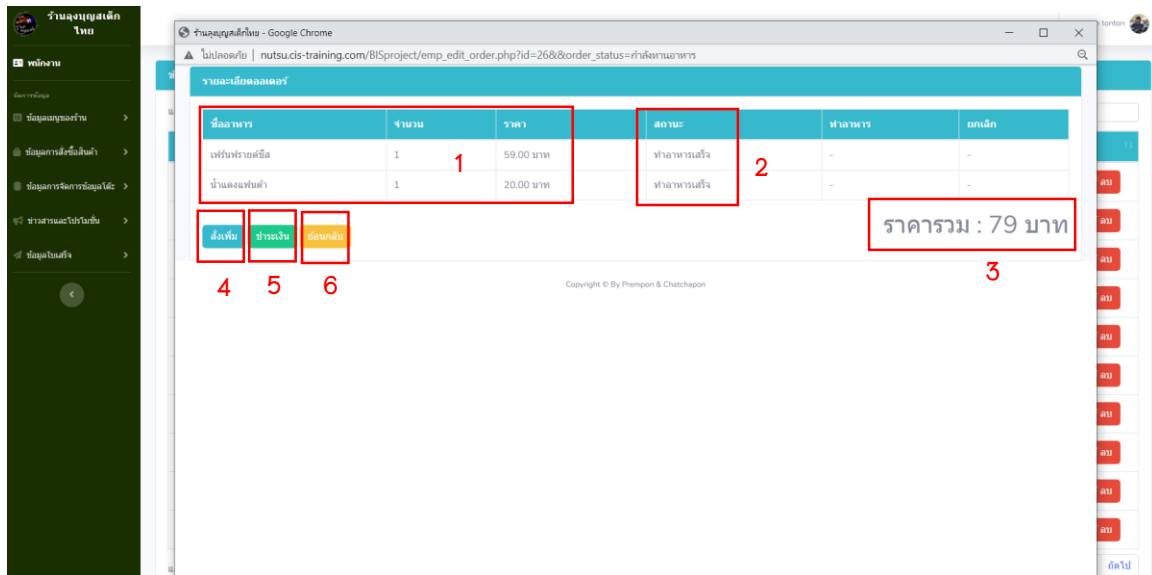 ร้านลุงบุญสเต็ก
ไทย
พนักงาน
จัดการข้อมูล
ข้อมูลเมนูของร้าน
ข้อมูลการสั่งซื้อสินค้า
ข้อมูลการจัดการข้อมูลโต๊ะ
ข่าวสารและโปรโมชั่น
ข้อมูลใบเสร็จ
tontan
ร้านลุงบุญสเต็กไทย - Google Chrome
ไม่ปลอดภัย | nutsu.cis-training.com/BISproject/emp_edit_order.php?id=26&&order_status=กำลังทานอาหาร
รายละเอียดออเดอร์
ชื่ออาหาร จำนวน ราคา สถานะ ทำอาหาร ยกเลิก
เฟร้นฟรายด์ชีส 1 59.00 บาท ทำอาหารเสร็จ - -
น้ำแดงแฟนต้า 1 20.00 บาท ทำอาหารเสร็จ - -
1
2
ราคารวม : 79 บาท
3
สั่งเพิ่ม ชำระเงิน ย้อนกลับ
4 5 6
Copyright © By Prempon & Chatchapon
ลบ
ลบ
ลบ
ลบ
ลบ
ลบ
ลบ
ลบ
ลบ
ลบ
ถัดไป